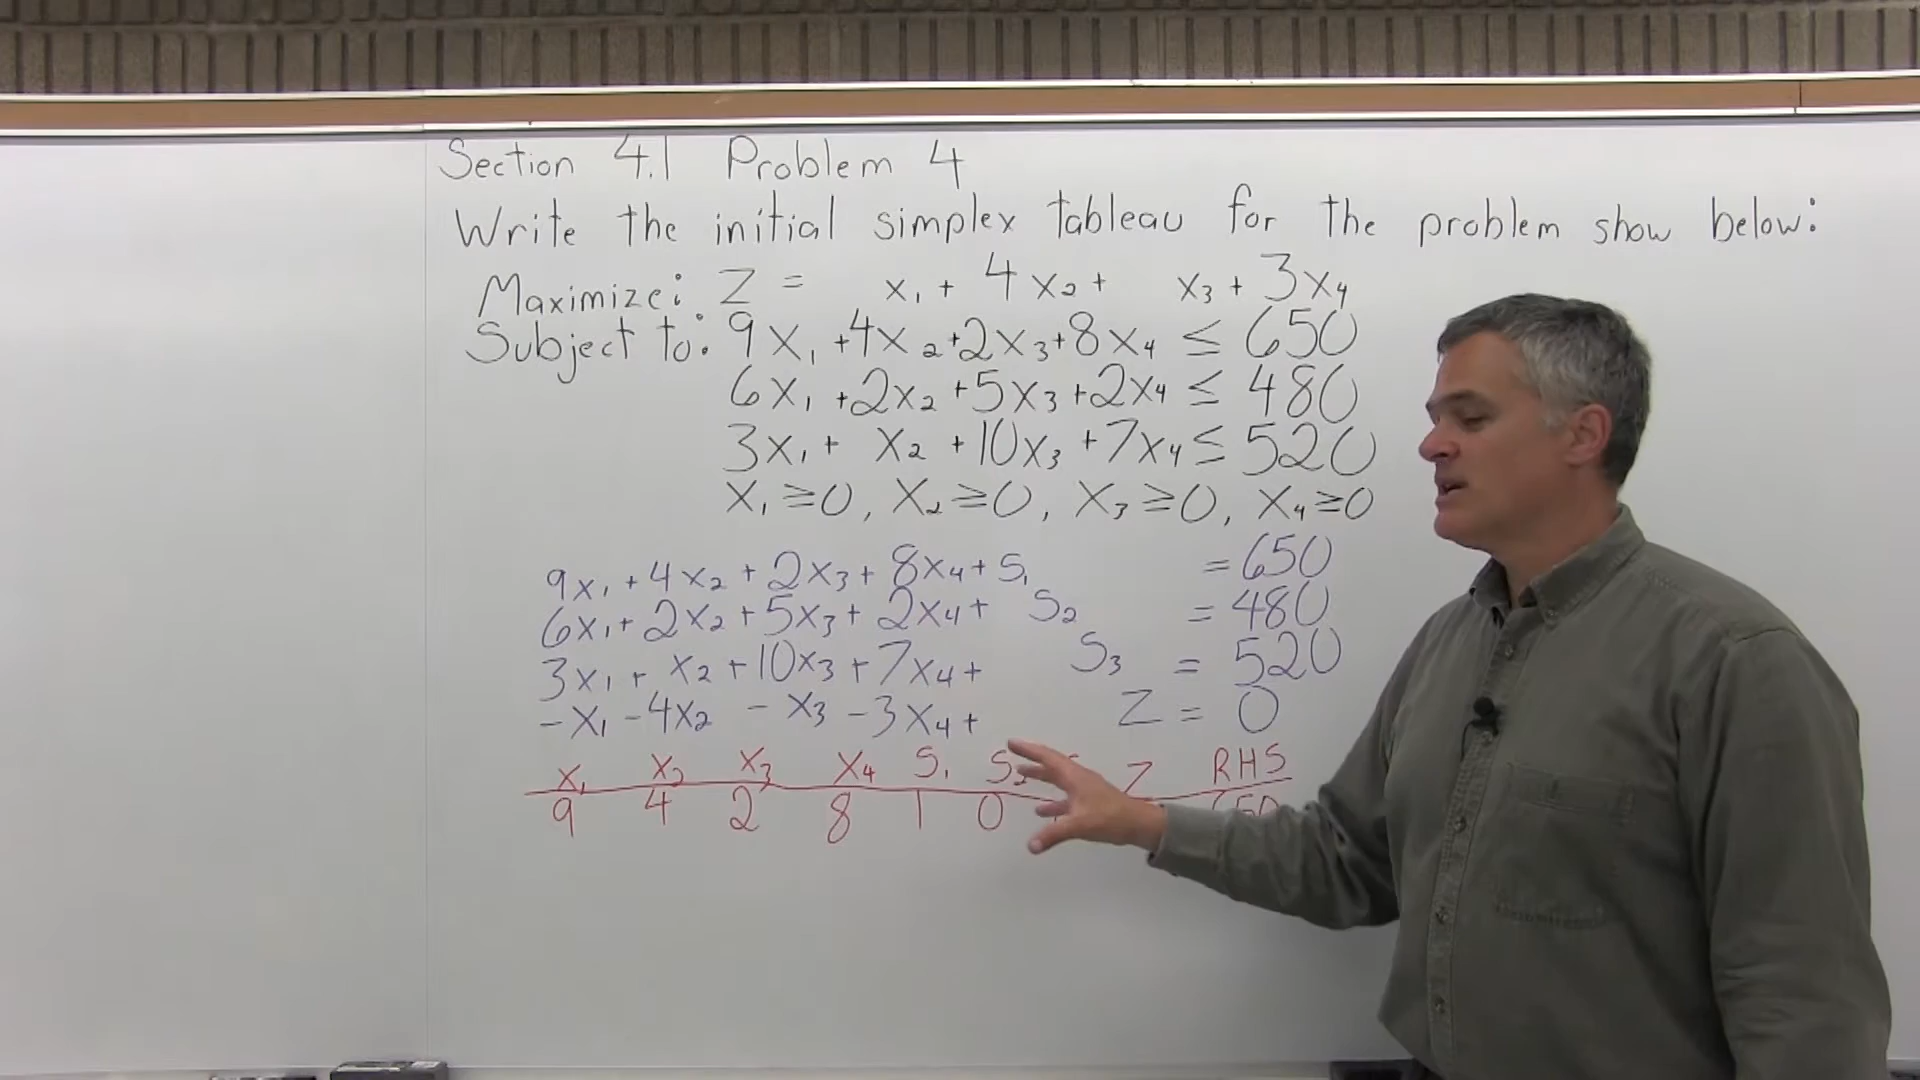 Section 4.1 Problem 4
Write the initial simplex tableau for the problem show below:
Maximize: Z = x₁ + 4x₂ + x₃ + 3x₄
Subject to: 9x₁ + 4x₂ + 2x₃ + 8x₄ ≤ 650
6x₁ + 2x₂ + 5x₃ + 2x₄ ≤ 480
3x₁ + x₂ + 10x₃ + 7x₄ ≤ 520
x₁ ≥ 0, x₂ ≥ 0, x₃ ≥ 0, x₄ ≥ 0
9x₁ + 4x₂ + 2x₃ + 8x₄ + S₁ = 650
6x₁ + 2x₂ + 5x₃ + 2x₄ + S₂ = 480
3x₁ + x₂ + 10x₃ + 7x₄ + S₃ = 520
-x₁ - 4x₂ - x₃ - 3x₄ + Z = 0
x₁ x₂ x₃ x₄ S₁ S₂ Z RHS
9 4 2 8 1 0 650